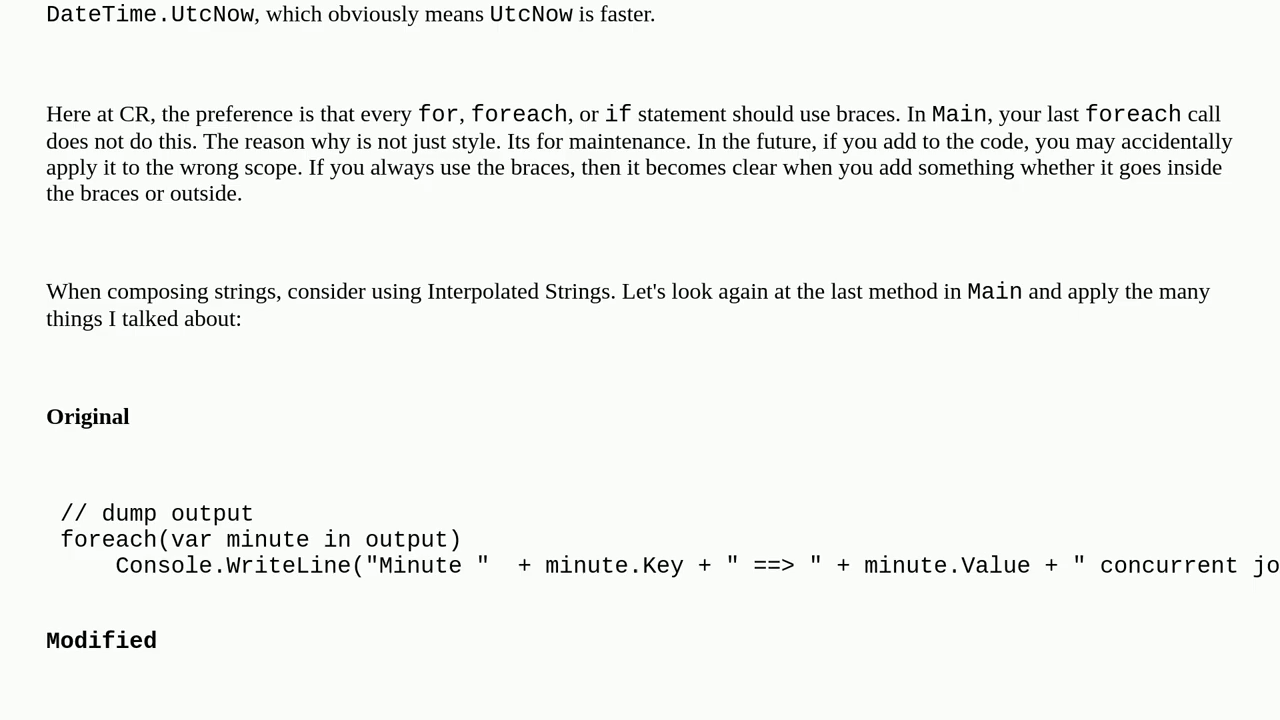 DateTime.UtcNow, which obviously means UtcNow is faster.
Here at CR, the preference is that every for, foreach, or if statement should use braces. In Main, your last foreach call
does not do this. The reason why is not just style. Its for maintenance. In the future, if you add to the code, you may accidentally
apply it to the wrong scope. If you always use the braces, then it becomes clear when you add something whether it goes inside
the braces or outside.
When composing strings, consider using Interpolated Strings. Let's look again at the last method in Main and apply the many
things I talked about:
Original
// dump output
foreach(var minute in output)
    Console.WriteLine("Minute "  + minute.Key + " ==> " + minute.Value + " concurrent jo
Modified